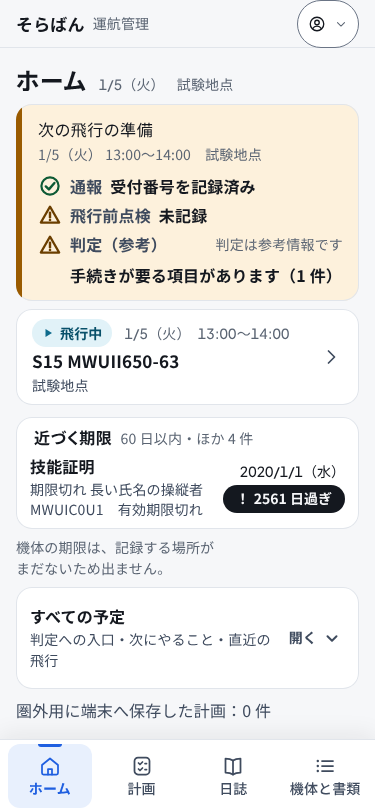 そらばん 運航管理
ホーム 1/5（火） 試験地点
次の飛行の準備
1/5（火） 13:00〜14:00 試験地点
通報 受付番号を記録済み
飛行前点検 未記録
判定（参考） 判定は参考情報です
手続きが要る項目があります（1 件）
飛行中 1/5（火） 13:00〜14:00
S15 MWUII650-63
試験地点
近づく期限 60 日以内・ほか 4 件
技能証明
2020/1/1（水）
期限切れ 長い氏名の操縦者
MWUIC0U1 有効期限切れ
！ 2561 日過ぎ
機体の期限は、記録する場所が
まだないため出ません。
すべての予定
判定への入口・次にやること・直近の
飛行
開く
圏外用に端末へ保存した計画：0 件
ホーム 計画 日誌 機体と書類